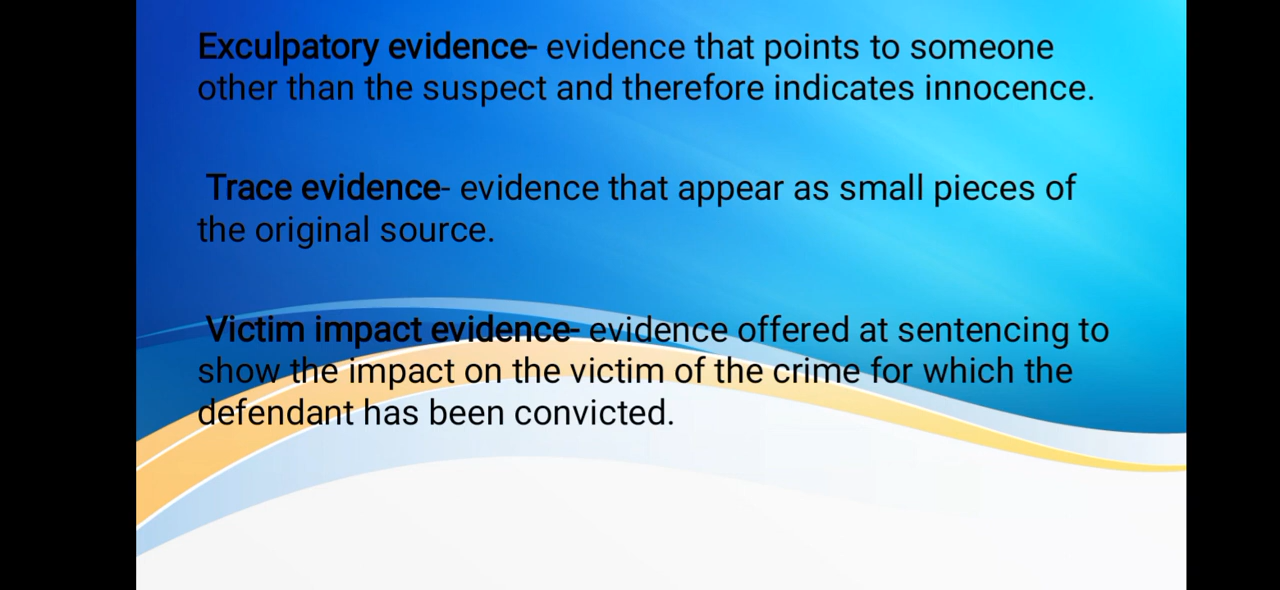 Exculpatory evidence- evidence that points to someone
other than the suspect and therefore indicates innocence.
Trace evidence- evidence that appear as small pieces of
the original source.
Victim impact evidence- evidence offered at sentencing to
show the impact on the victim of the crime for which the
defendant has been convicted.